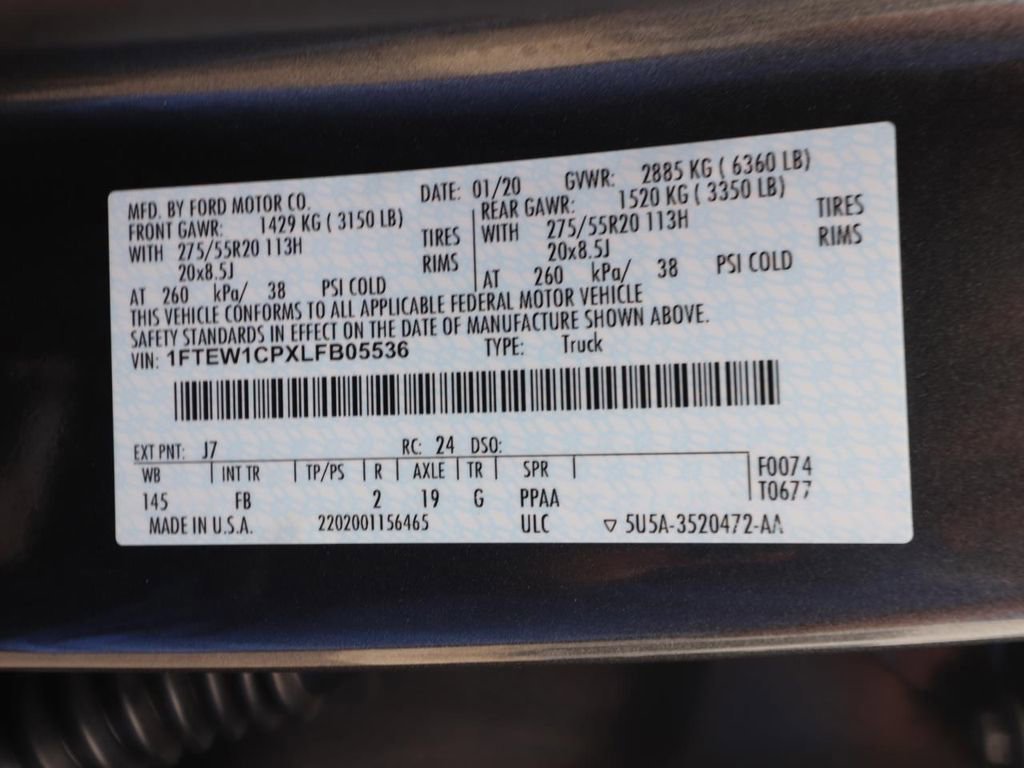 MFD. BY FORD MOTOR CO. DATE: 01/20 GVWR: 2885 KG ( 6360 LB)
FRONT GAWR: 1429 KG ( 3150 LB) REAR GAWR: 1520 KG ( 3350 LB)
WITH 275/55R20 113H TIRES WITH 275/55R20 113H TIRES
20x8.5J RIMS 20x8.5J RIMS
AT 260 kPa/ 38 PSI COLD AT 260 kPa/ 38 PSI COLD
THIS VEHICLE CONFORMS TO ALL APPLICABLE FEDERAL MOTOR VEHICLE
SAFETY STANDARDS IN EFFECT ON THE DATE OF MANUFACTURE SHOWN ABOVE.
VIN: 1FTEW1CPXLFB05536 TYPE: Truck
EXT PNT: J7 RC: 24 DSO:
WB INT TR TP/PS R AXLE TR SPR F0074
145 FB 2 19 G PPAA T0677
MADE IN U.S.A. 2202001156465 ULC ▽ 5U5A-3520472-AA